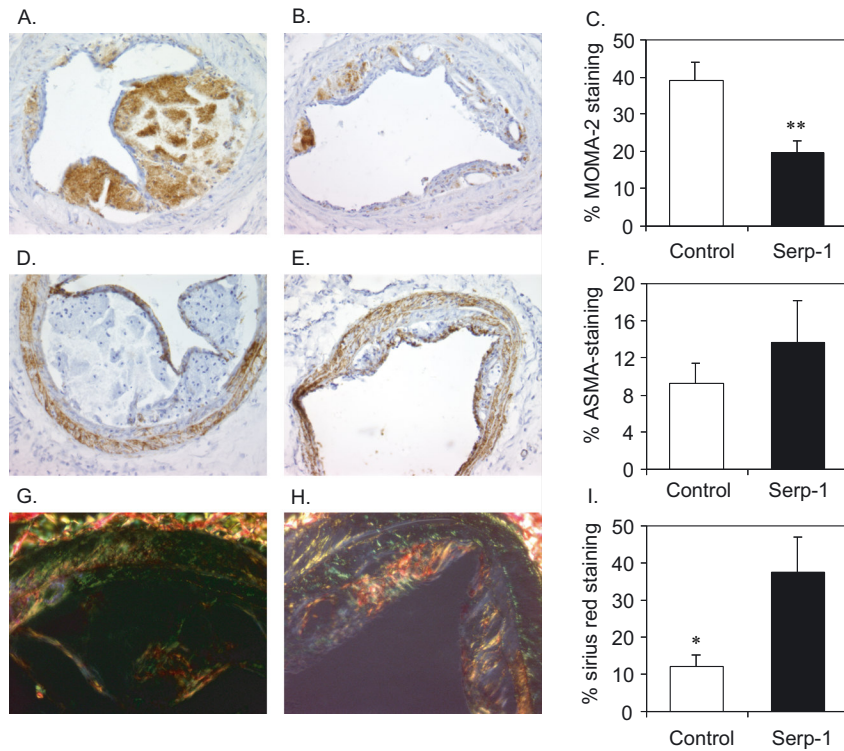 A.
B.
C.
% MOMA-2 staining
50
40
30
20
10
0
**
Control
Serp-1
D.
E.
F.
% ASMA-staining
20
16
12
8
4
0
Control
Serp-1
G.
H.
I.
% sirius red staining
50
40
30
20
10
0
*
Control
Serp-1